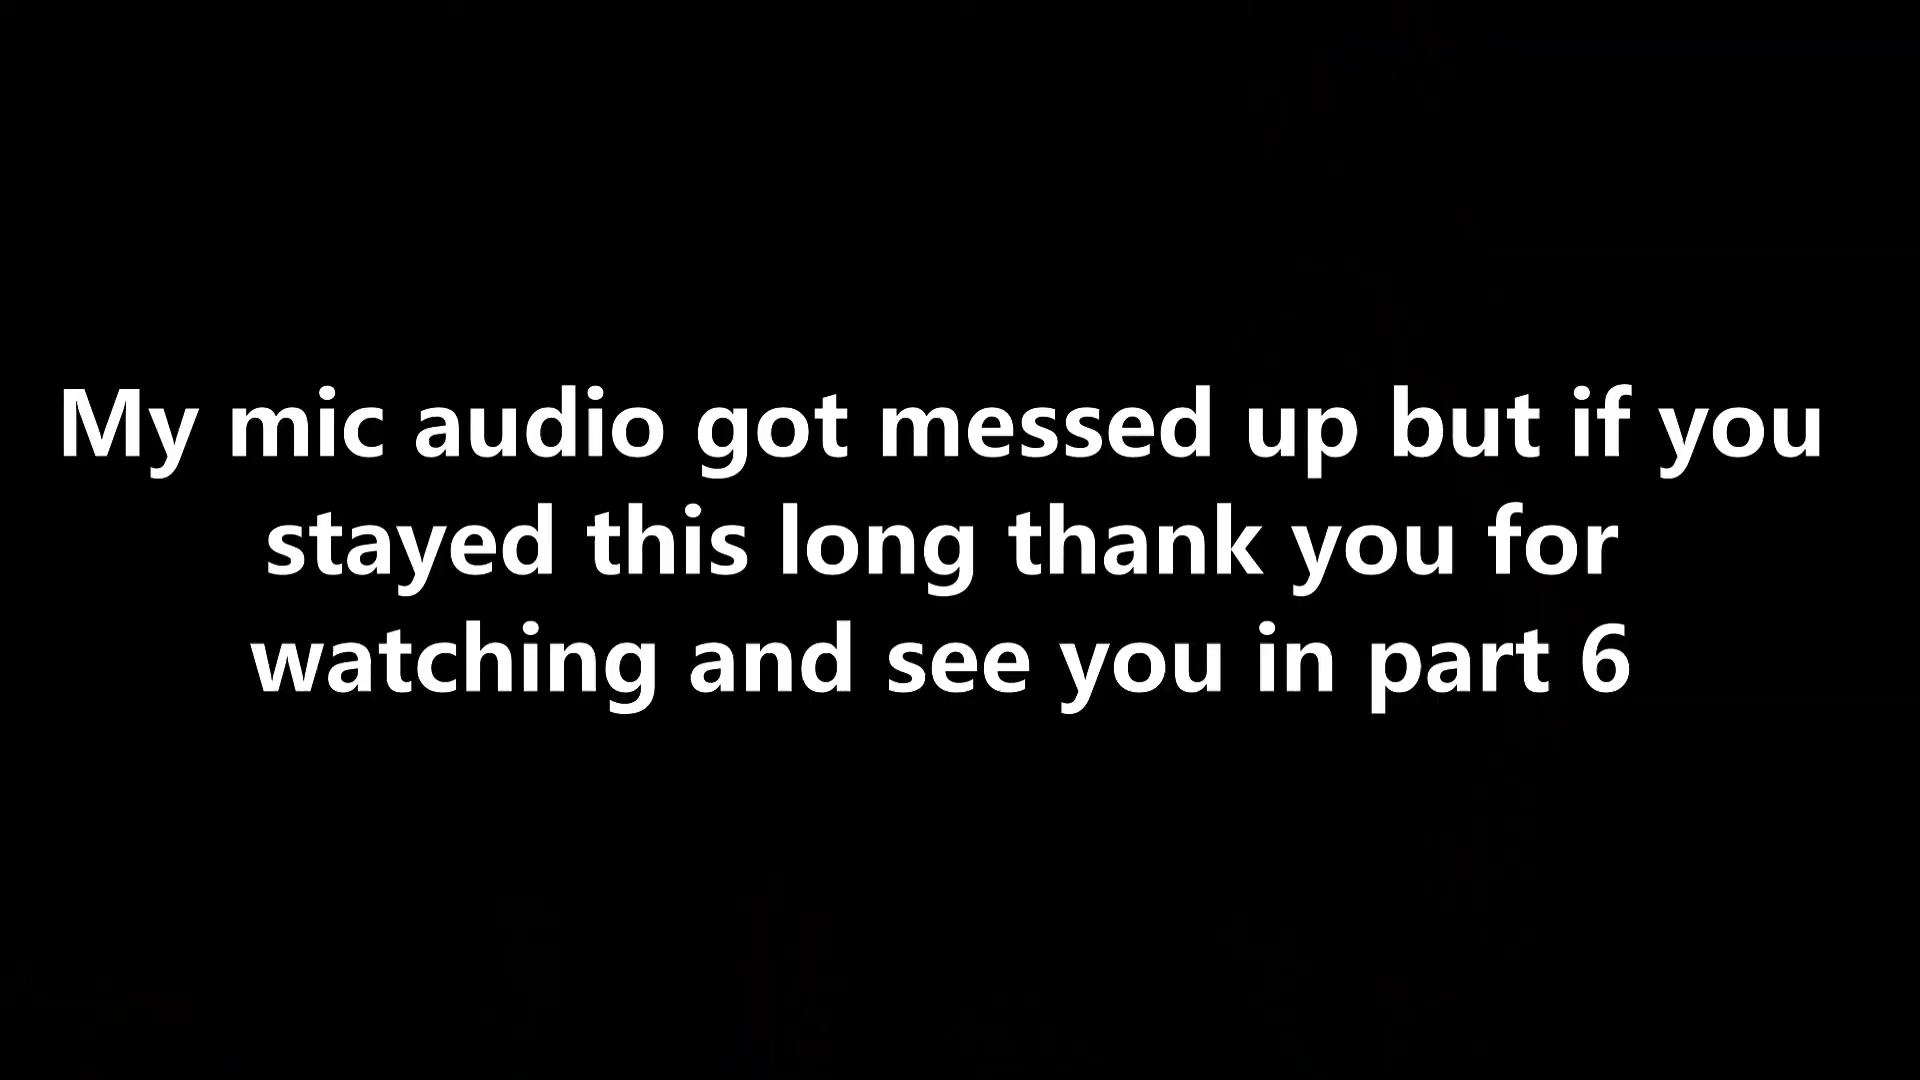 My mic audio got messed up but if you
stayed this long thank you for
watching and see you in part 6